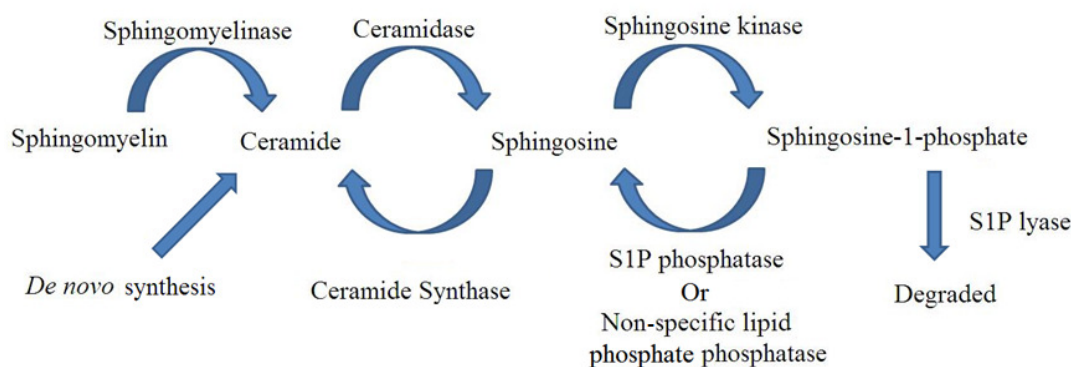 Sphingomyelinase
Ceramidase
Sphingosine kinase
Sphingomyelin
Ceramide
Sphingosine
Sphingosine-1-phosphate
S1P lyase
De novo synthesis
Ceramide Synthase
S1P phosphatase
Or
Non-specific lipid
phosphate phosphatase
Degraded